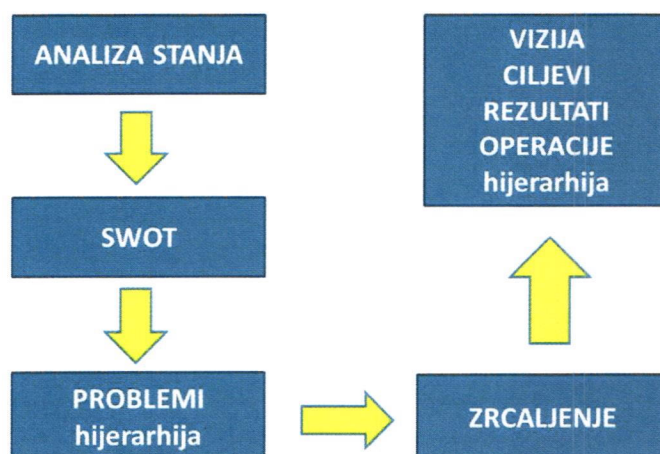 ANALIZA STANJA
SWOT
PROBLEMI
hijerarhija
ZRCALJENJE
VIZIJA
CILJEVI
REZULTATI
OPERACIJE
hijerarhija